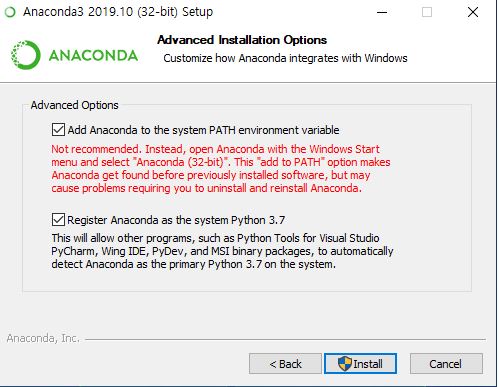 Anaconda3 2019.10 (32-bit) Setup
Advanced Installation Options
Customize how Anaconda integrates with Windows
ANACONDA
Advanced Options
Add Anaconda to the system PATH environment variable
Not recommended. Instead, open Anaconda with the Windows Start
menu and select "Anaconda (32-bit)". This "add to PATH" option makes
Anaconda get found before previously installed software, but may
cause problems requiring you to uninstall and reinstall Anaconda.
Register Anaconda as the system Python 3.7
This will allow other programs, such as Python Tools for Visual Studio
PyCharm, Wing IDE, PyDev, and MSI binary packages, to automatically
detect Anaconda as the primary Python 3.7 on the system.
Anaconda, Inc.
< Back
Install
Cancel